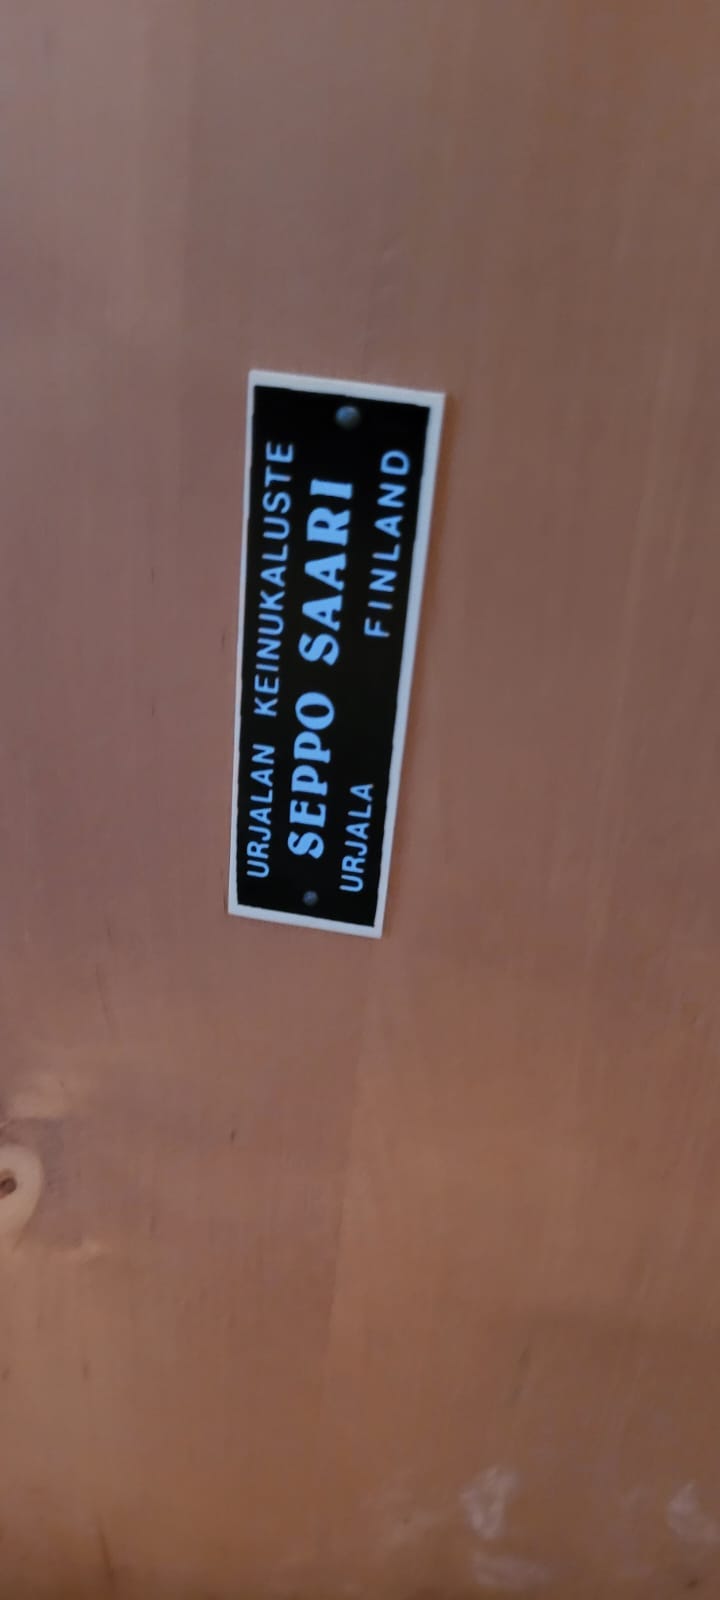 URJALAN KEINUKALUSTE
SEPPO SAARI
URJALA FINLAND